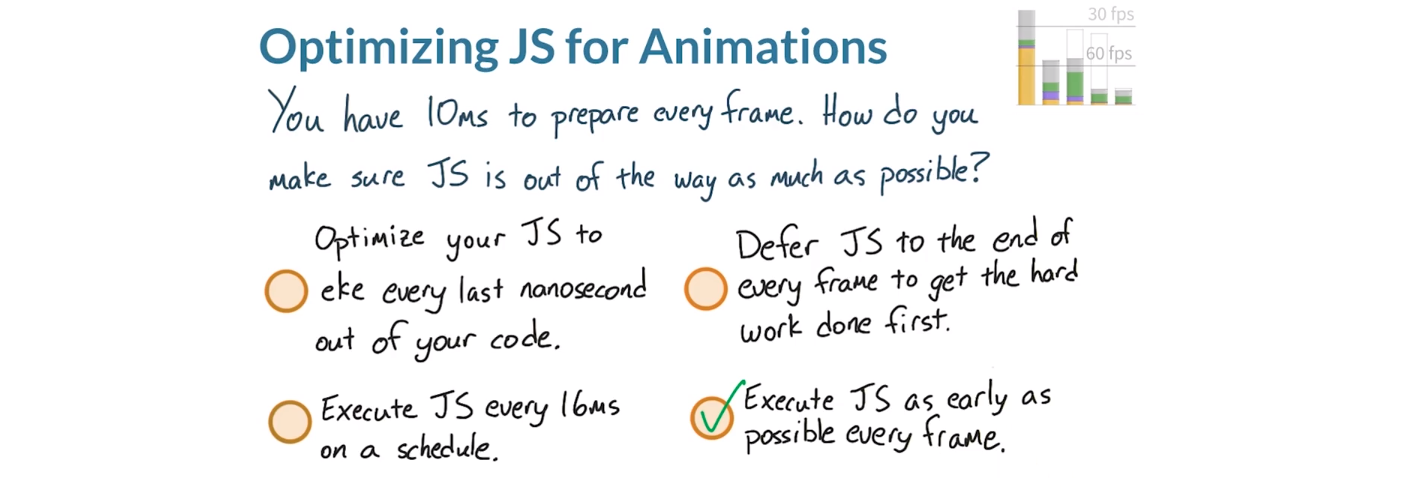 Optimizing JS for Animations
30 fps
60 fps
You have 10ms to prepare every frame. How do you
make sure JS is out of the way as much as possible?
Optimize your JS to
eke every last nanosecond
out of your code.
Defer JS to the end of
every frame to get the hard
work done first.
Execute JS every 16ms
on a schedule.
Execute JS as early as
possible every frame.